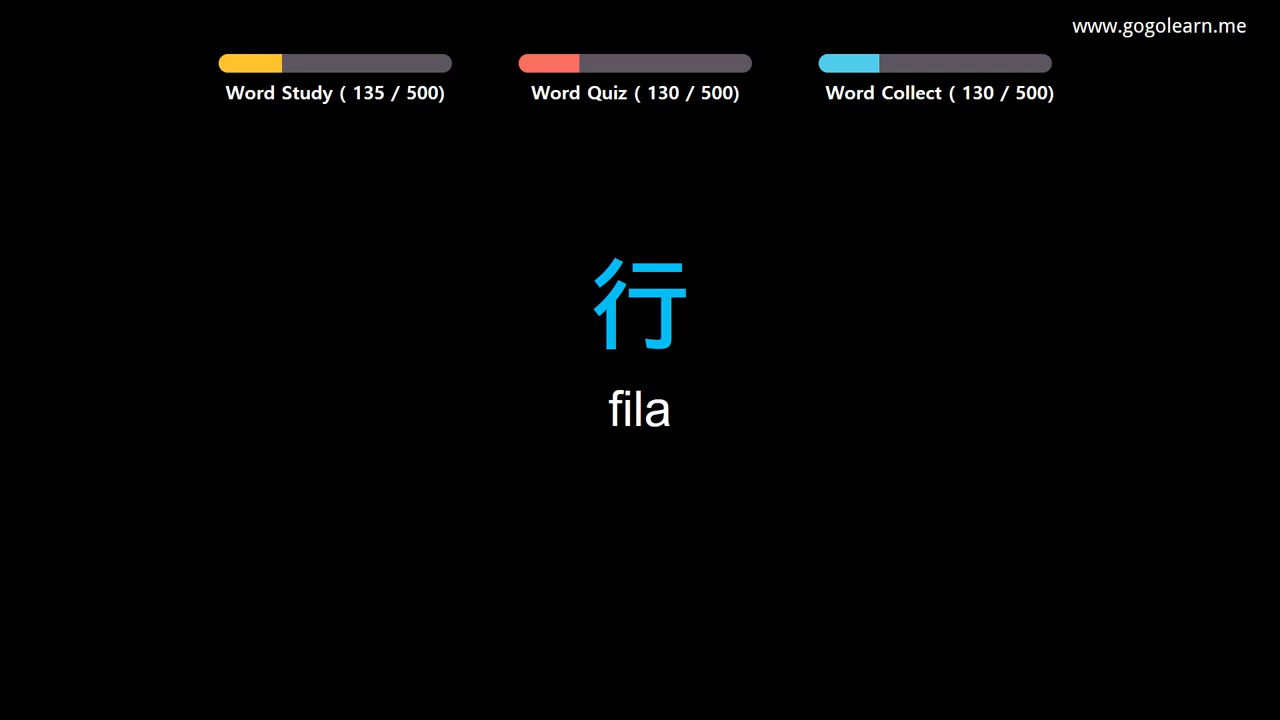 www.gogolearn.me
Word Study ( 135 / 500)
Word Quiz ( 130 / 500)
Word Collect ( 130 / 500)
行
fila